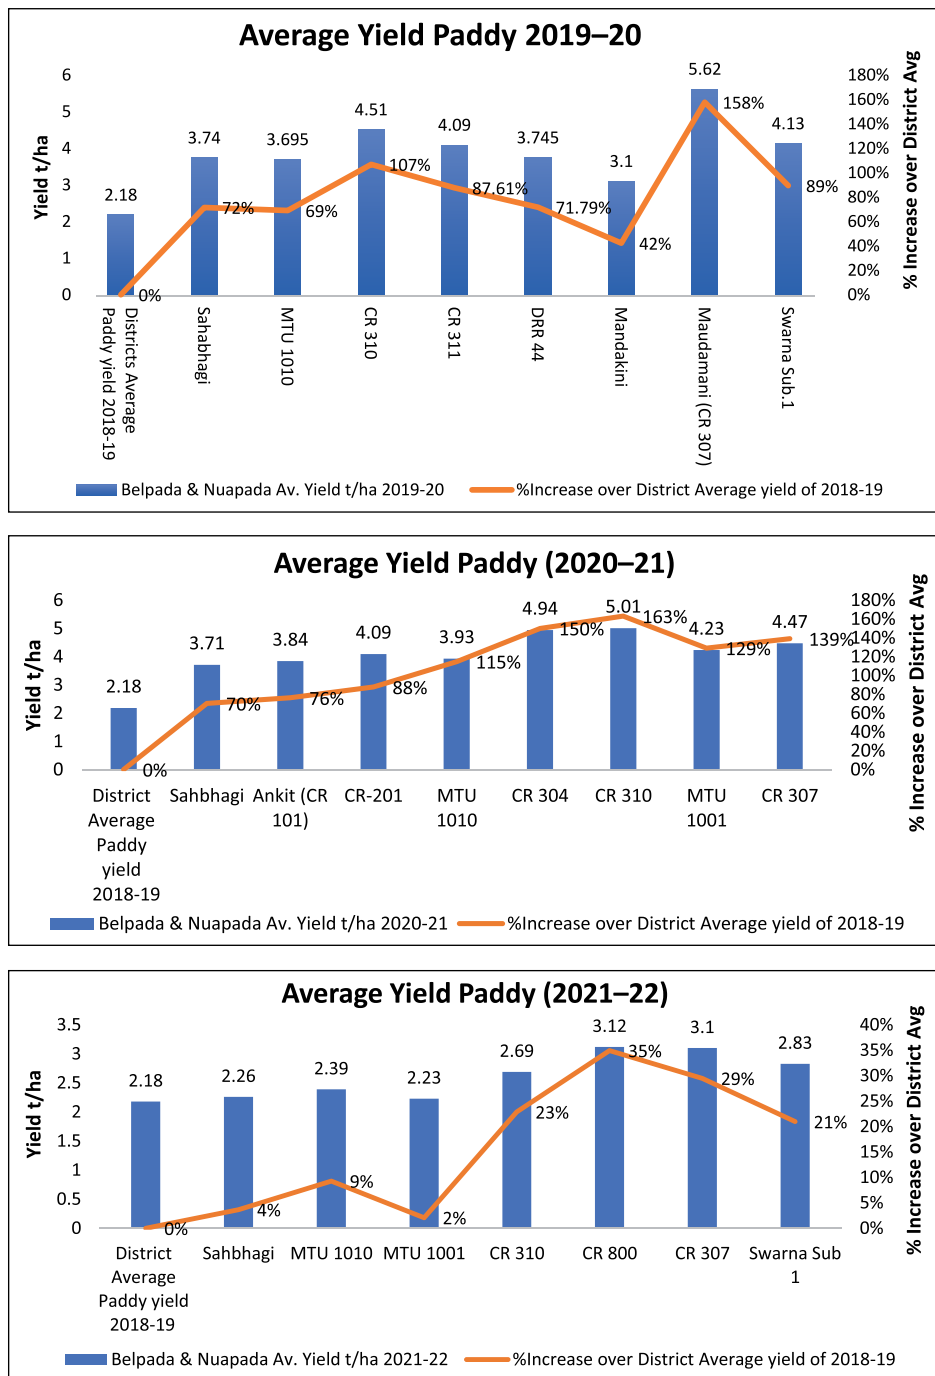 Average Yield Paddy 2019–20
Yield t/ha
6
5
4
3
2
1
0
2.18
3.74
3.695
4.51
4.09
3.745
3.1
5.62
4.13
0%
72%
69%
107%
87.61%
71.79%
42%
158%
89%
180%
160%
140%
120%
100%
80%
60%
40%
20%
0%
% Increase over District Avg
Districts Average
Paddy yield 2018-19
Sahabhagi
MTU 1010
CR 310
CR 311
DRR 44
Mandakini
Maudamani (CR 307)
Swarna Sub.1
Belpada & Nuapada Av. Yield t/ha 2019-20
%Increase over District Average yield of 2018-19
Average Yield Paddy (2020–21)
Yield t/ha
6
5
4
3
2
1
0
2.18
3.71
3.84
4.09
3.93
4.94
5.01
4.23
4.47
0%
70%
76%
88%
115%
150%
163%
129%
139%
180%
160%
140%
120%
100%
80%
60%
40%
20%
0%
% Increase over District Avg
District
Average
Paddy
yield
2018-19
Sahbhagi
Ankit (CR
101)
CR-201
MTU
1010
CR 304
CR 310
MTU
1001
CR 307
Belpada & Nuapada Av. Yield t/ha 2020-21
%Increase over District Average yield of 2018-19
Average Yield Paddy (2021–22)
Yield t/ha
3.5
3
2.5
2
1.5
1
0.5
0
2.18
2.26
2.39
2.23
2.69
3.12
3.1
2.83
0%
4%
9%
2%
23%
35%
29%
21%
40%
35%
30%
25%
20%
15%
10%
5%
0%
% Increase over District Avg
District
Average
Paddy yield
2018-19
Sahbhagi
MTU 1010
MTU 1001
CR 310
CR 800
CR 307
Swarna Sub
1
Belpada & Nuapada Av. Yield t/ha 2021-22
%Increase over District Average yield of 2018-19